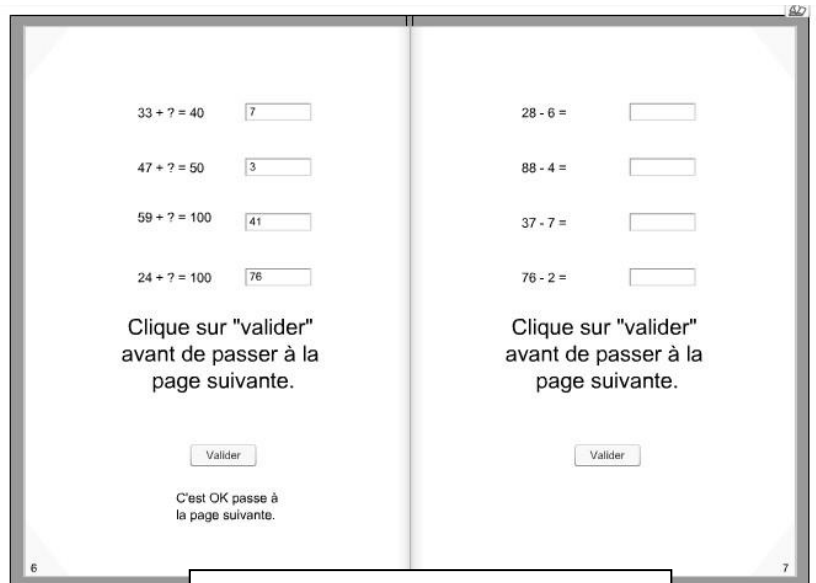 33 + ? = 40 7
47 + ? = 50 3
59 + ? = 100 41
24 + ? = 100 76
Clique sur "valider"
avant de passer à la
page suivante.
Valider
C'est OK passe à
la page suivante.
6
28 - 6 =
88 - 4 =
37 - 7 =
76 - 2 =
Clique sur "valider"
avant de passer à la
page suivante.
Valider
7